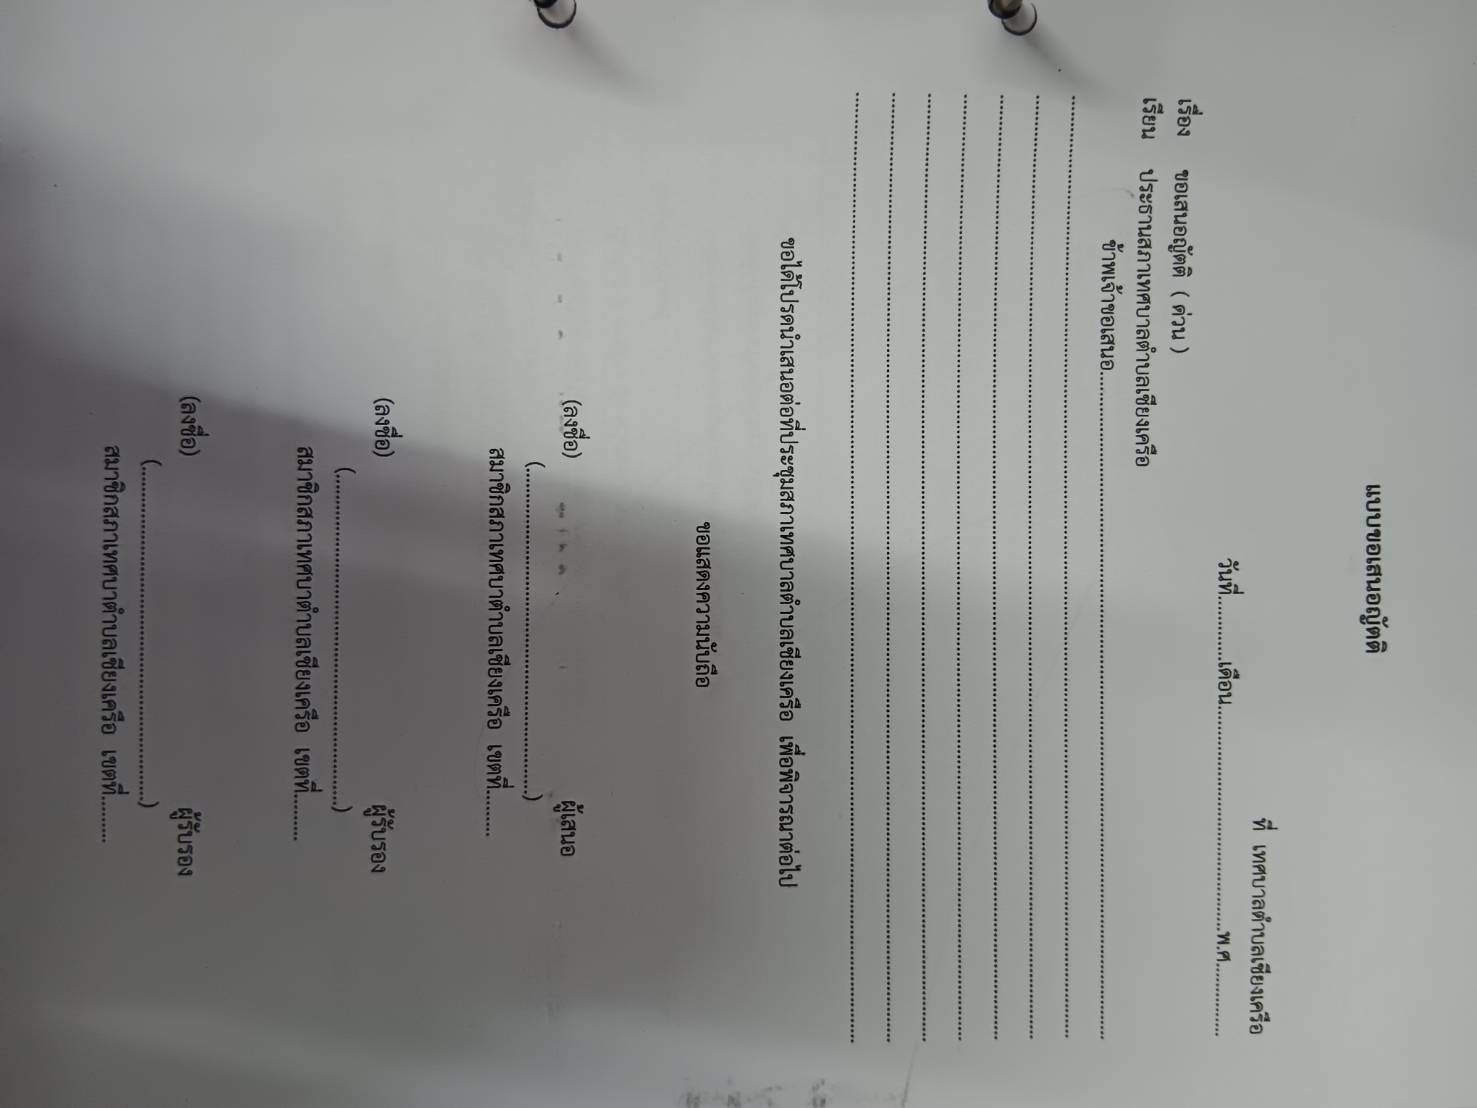 แบบขอเสนอญัตติ
ที่ เทศบาลตำบลเชียงเครือ
วันที่..........เดือน........................................พ.ศ.............
เรื่อง ขอเสนอญัตติ ( ด่วน )
เรียน ประธานสภาเทศบาลตำบลเชียงเครือ
ข้าพเจ้าขอเสนอ....................................................................................................
..............................................................................................................................
..............................................................................................................................
..............................................................................................................................
..............................................................................................................................
..............................................................................................................................
..............................................................................................................................
..............................................................................................................................
ขอได้โปรดนำเสนอต่อที่ประชุมสภาเทศบาลตำบลเชียงเครือ เพื่อพิจารณาต่อไป
ขอแสดงความนับถือ
(ลงชื่อ) ผู้เสนอ
(..........................................................)
สมาชิกสภาเทศบาตำบลเชียงเครือ เขตที่.........
(ลงชื่อ) ผู้รับรอง
(..........................................................)
สมาชิกสภาเทศบาตำบลเชียงเครือ เขตที่.........
(ลงชื่อ) ผู้รับรอง
(..........................................................)
สมาชิกสภาเทศบาตำบลเชียงเครือ เขตที่.........